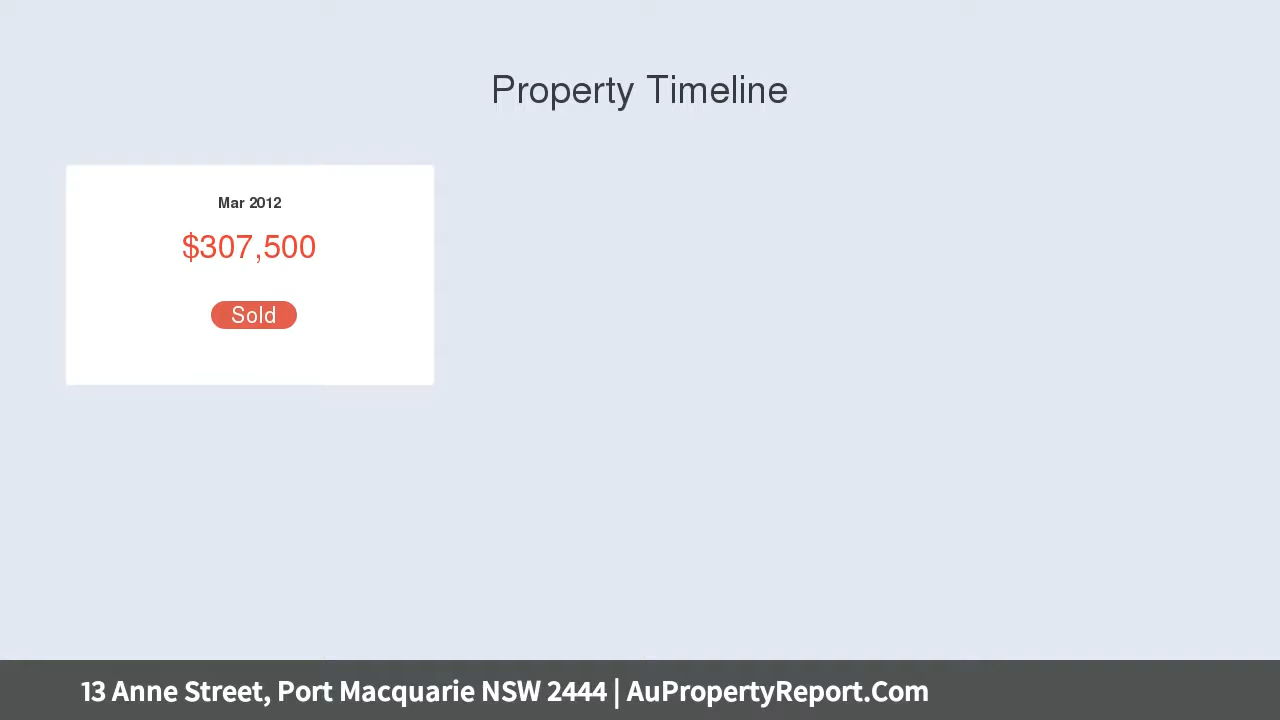 Property Timeline
Mar 2012
$307,500
Sold
13 Anne Street, Port Macquarie NSW 2444 | AuPropertyReport.Com